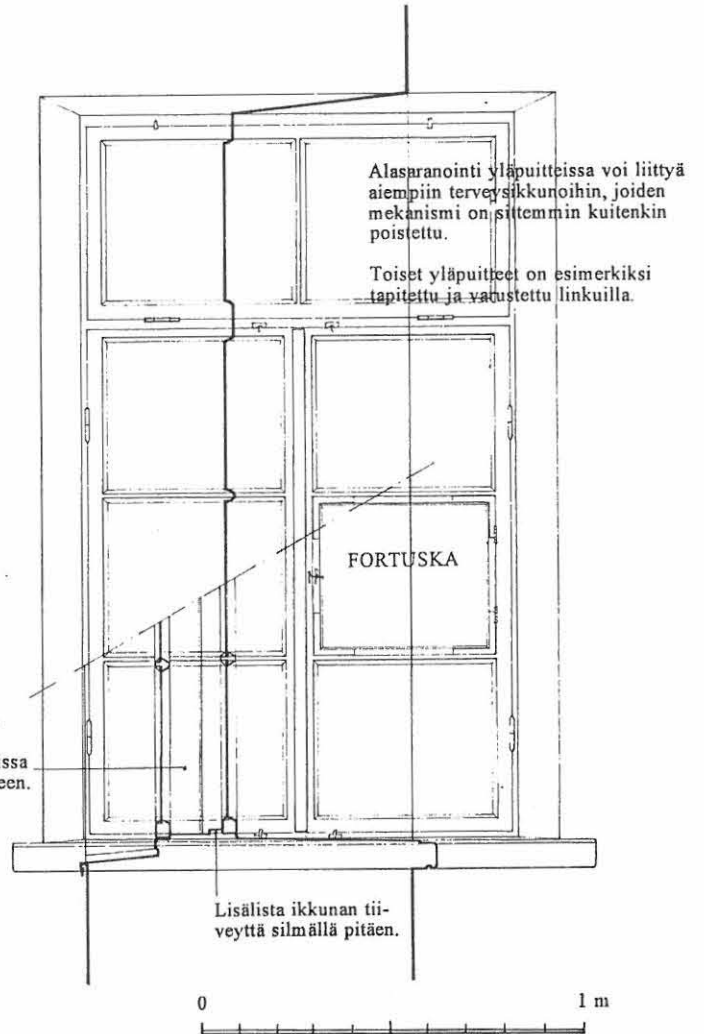 Alasaranointi yläpuitteissa voi liittyä
aiempiin terveysikkunoihin, joiden
mekanismi on sittemmin kuitenkin
poistettu.
Toiset yläpuitteet on esimerkiksi
tapitettu ja varustettu linkuilla.
FORTUSKA
ssa
een.
Lisälista ikkunan tii-
veyttä silmällä pitäen.
0 1 m